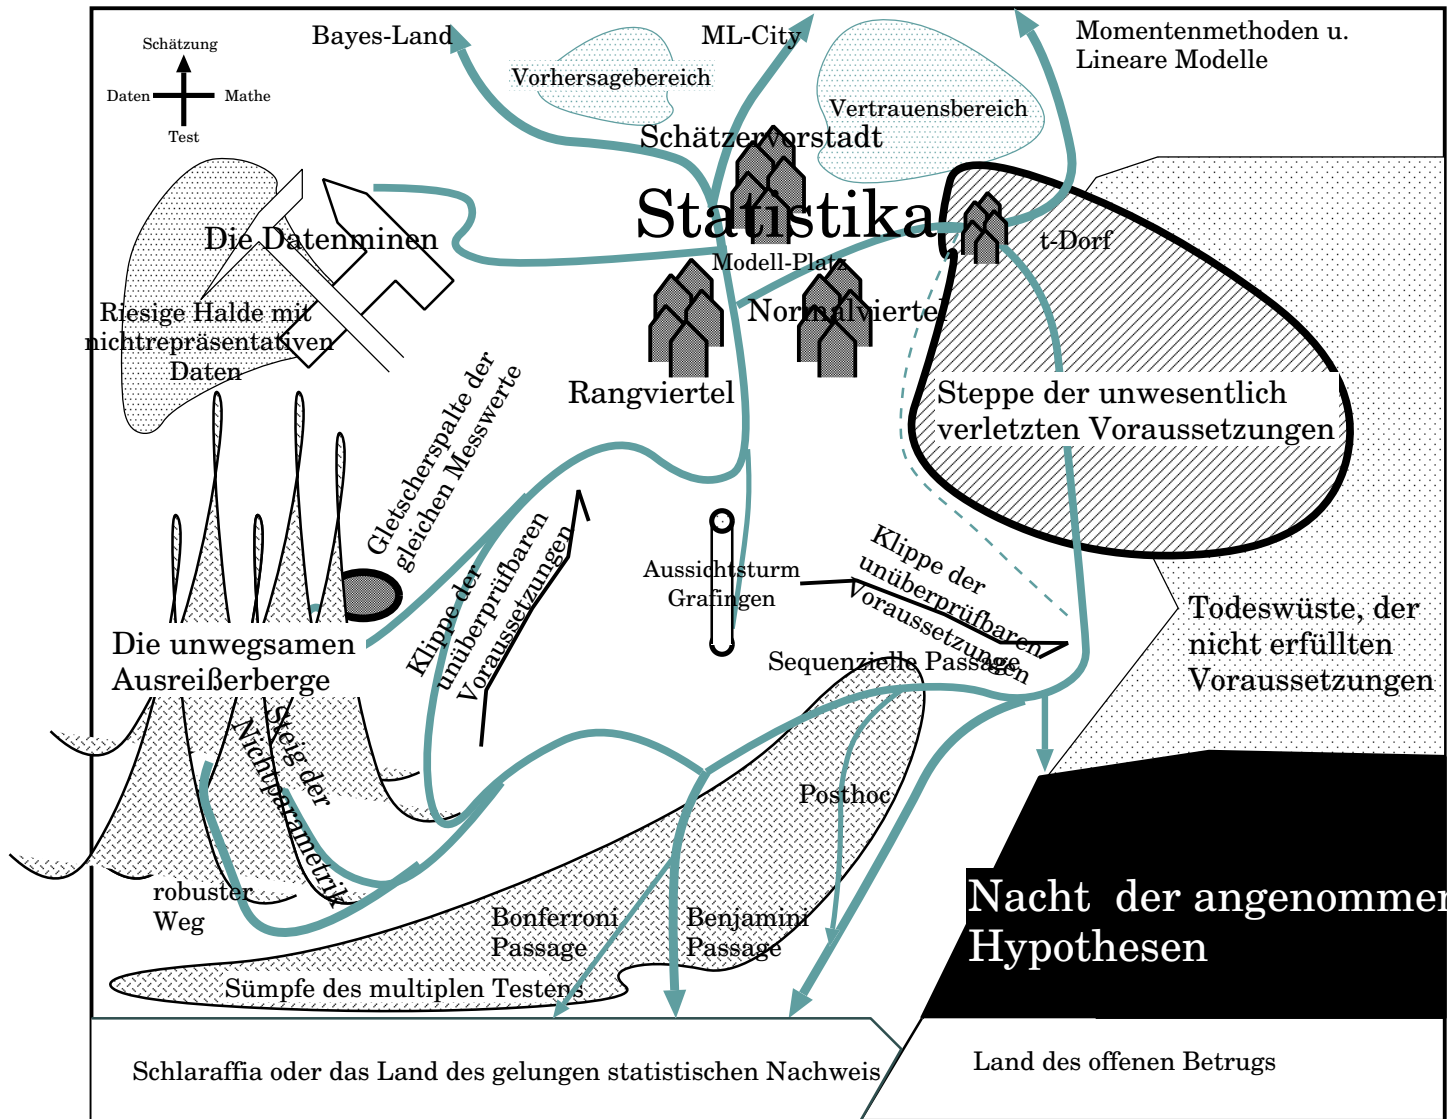 Bayes-Land
ML-City
Momentenmethoden u.
Lineare Modelle
Schätzung
Daten
Mathe
Test
Vorhersagebereich
Vertrauensbereich
Schätzervorstadt
Statistika
Die Datenminen
t-Dorf
Modell-Platz
Riesige Halde mit
nichtrepräsentativen
Daten
Normalviertel
Rangviertel
Steppe der unwesentlich
verletzten Voraussetzungen
Gletscherspalte der
gleichen Messwerte
Klippe der
unüberprüfbaren
Voraussetzungen
Aussichtsturm
Grafingen
Klippe der
unüberprüfbaren
Voraussetzungen
Todeswüste, der
nicht erfüllten
Voraussetzungen
Die unwegsamen
Ausreißerberge
Sequenzielle Passage
Steig der
Nichtparametrik
Posthoc
robuster
Weg
Bonferroni
Passage
Benjamini
Passage
Nacht der angenommer
Hypothesen
Sümpfe des multiplen Testens
Schlaraffia oder das Land des gelungen statistischen Nachweis
Land des offenen Betrugs